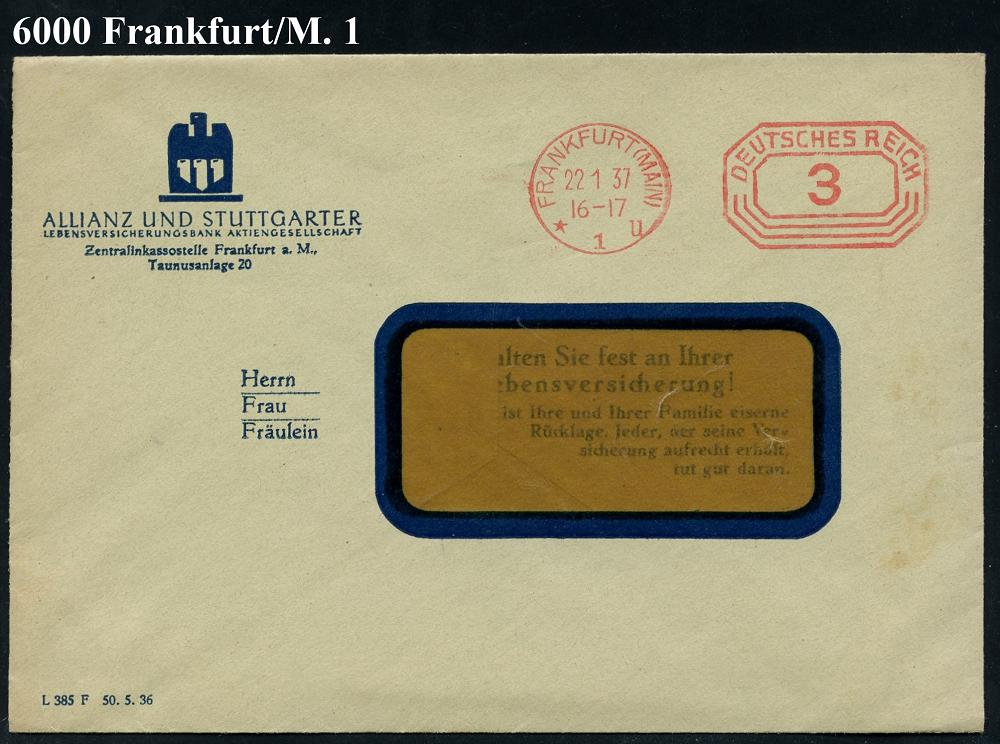 6000 Frankfurt/M. 1
ALLIANZ UND STUTTGARTER
LEBENSVERSICHERUNGSBANK AKTIENGESELLSCHAFT
Zentralinkassostelle Frankfurt a. M.,
Taunusanlage 20
FRANKFURT (MAIN)
22 1 37
16-17
* 1 u
DEUTSCHES REICH
3
Herrn
Frau
Fräulein
Sie fest an Ihrer
ist Ihre und Ihrer Familie eiserne
Rücklage. Jeder, der seine Ver-
sicherung aufrecht erhält,
tut gut daran.
L 385 F 50. 5. 36